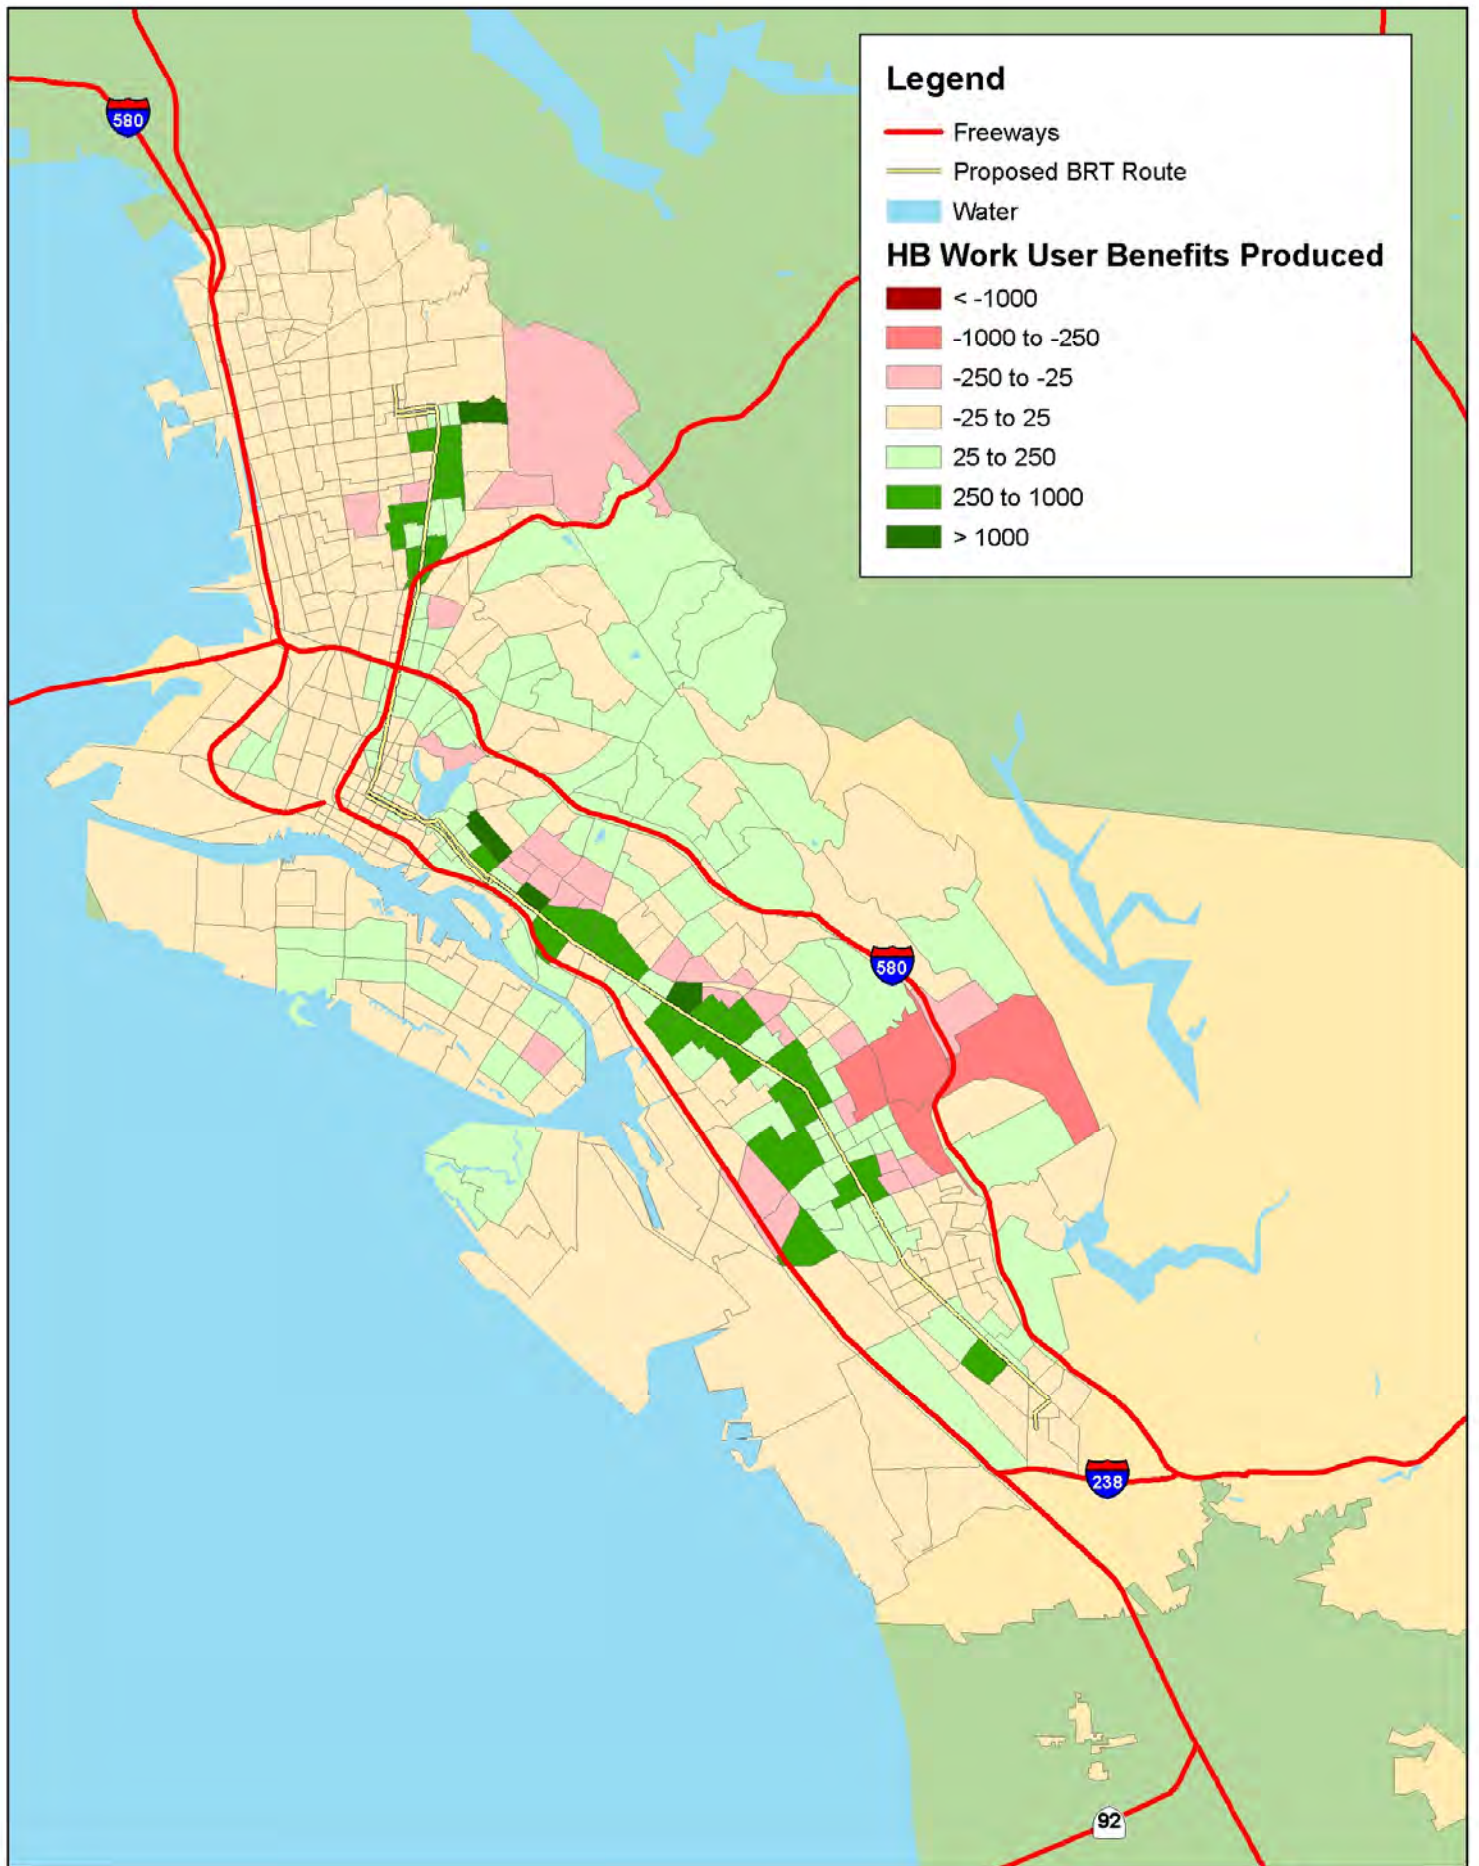 Legend
Freeways
Proposed BRT Route
Water
HB Work User Benefits Produced
< -1000
-1000 to -250
-250 to -25
-25 to 25
25 to 250
250 to 1000
> 1000
580
580
238
92